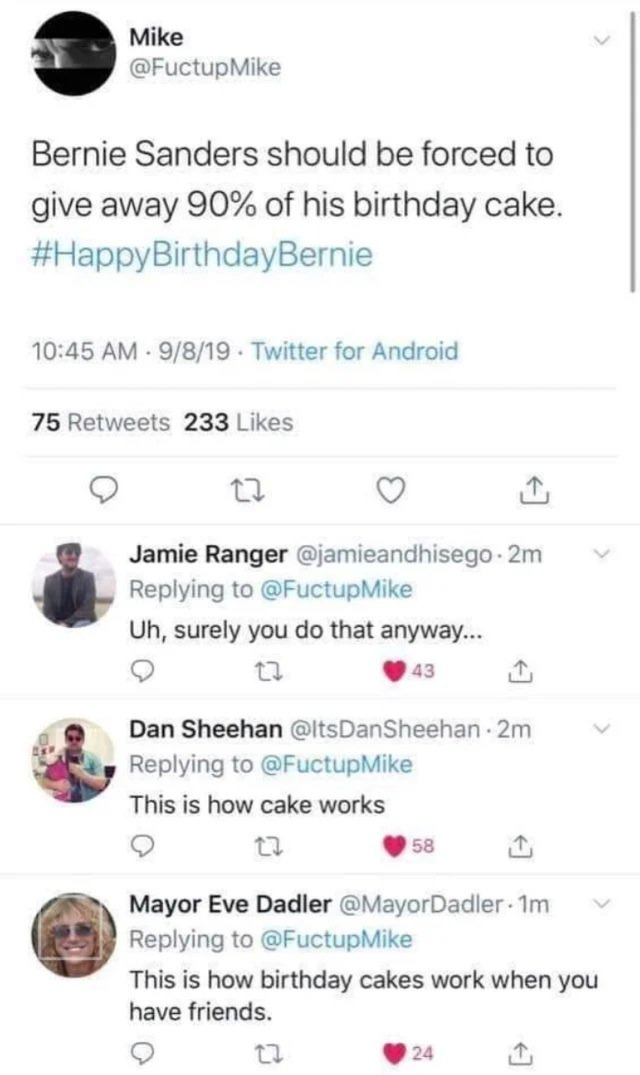 Mike
@FuctupMike
Bernie Sanders should be forced to
give away 90% of his birthday cake.
#HappyBirthdayBernie
10:45 AM · 9/8/19 · Twitter for Android
75 Retweets 233 Likes
Jamie Ranger @jamieandhisego · 2m
Replying to @FuctupMike
Uh, surely you do that anyway...
43
Dan Sheehan @ItsDanSheehan · 2m
Replying to @FuctupMike
This is how cake works
58
Mayor Eve Dadler @MayorDadler · 1m
Replying to @FuctupMike
This is how birthday cakes work when you
have friends.
24